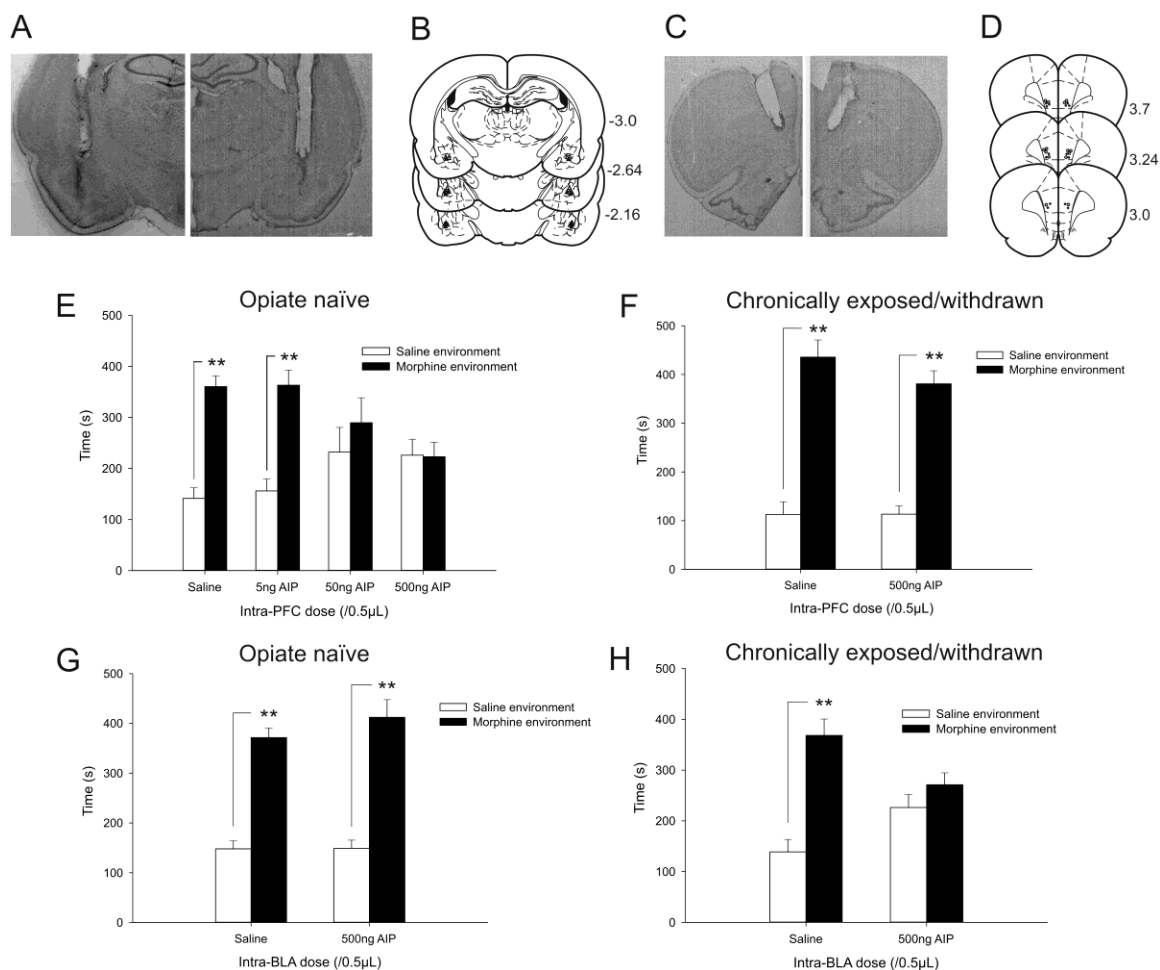 A
B
C
D
-3.0
-2.64
-2.16
3.7
3.24
3.0
E
Opiate naïve
500
400
300
200
100
0
Time (s)
**
**
Saline environment
Morphine environment
Saline
5ng AIP
50ng AIP
500ng AIP
Intra-PFC dose (/0.5µL)
F
Chronically exposed/withdrawn
500
400
300
200
100
0
Time (s)
**
**
Saline environment
Morphine environment
Saline
500ng AIP
Intra-PFC dose (/0.5µL)
G
Opiate naïve
500
400
300
200
100
0
Time (s)
**
**
Saline environment
Morphine environment
Saline
500ng AIP
Intra-BLA dose (/0.5µL)
H
Chronically exposed/withdrawn
500
400
300
200
100
0
Time (s)
**
Saline environment
Morphine environment
Saline
500ng AIP
Intra-BLA dose (/0.5µL)